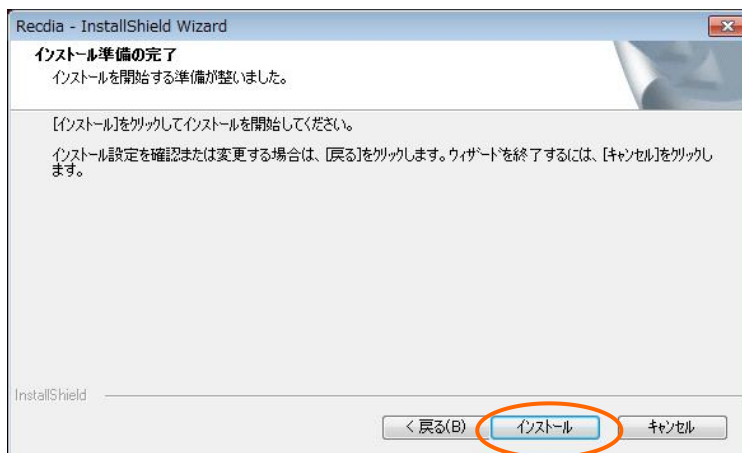 Recdia - InstallShield Wizard
インストール準備の完了
インストールを開始する準備が整いました。
[インストール]をクリックしてインストールを開始してください。
インストール設定を確認または変更する場合は、[戻る]をクリックします。ウィザードを終了するには、[キャンセル]をクリックし
ます。
InstallShield
< 戻る(B)
インストール
キャンセル